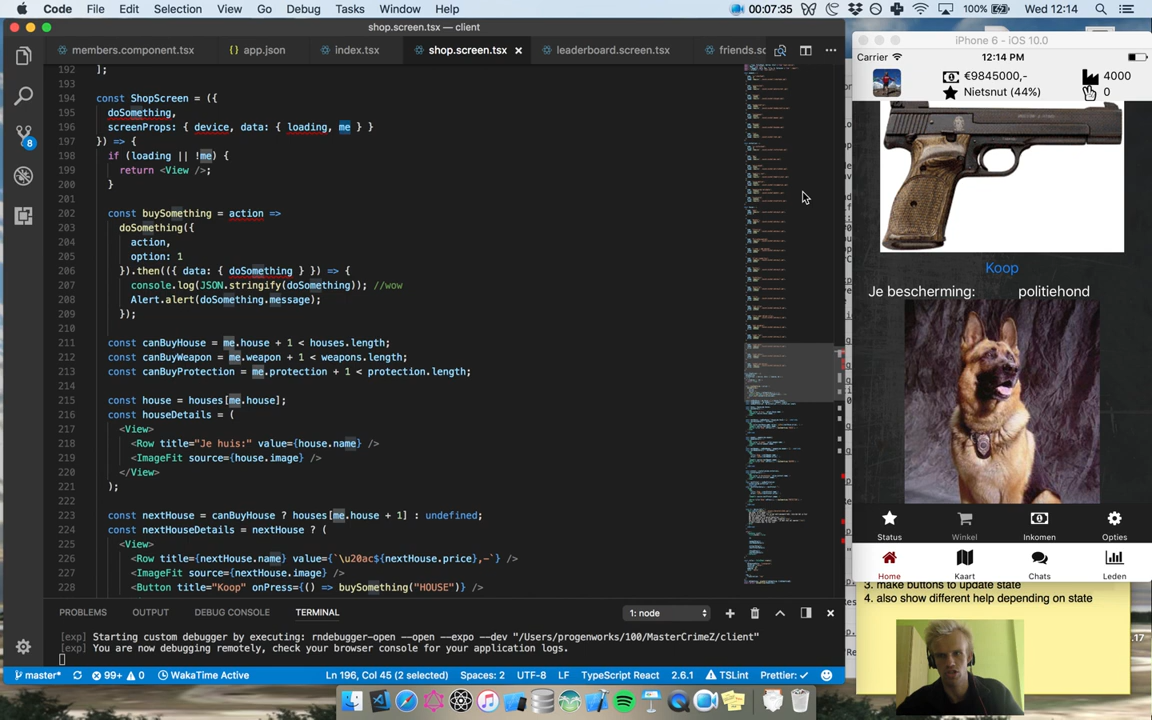 Code File Edit Selection View Go Debug Tasks Window Help 00:07:35 100% Wed 12:14
shop.screen.tsx — client
members.component.tsx {} app.json index.tsx shop.screen.tsx × leaderboard.screen.tsx friends.sc
192 ];
193
194 const ShopScreen = ({
195 doSomething,
196 screenProps: { device, data: { loading, me } }
197 }) => {
198 if (loading || !me) {
199 return <View />;
200 }
201
202 const buySomething = action =>
203 doSomething({
204 action,
205 option: 1
206 }).then(({ data: { doSomething } }) => {
207 console.log(JSON.stringify(doSomething)); //wow
208 Alert.alert(doSomething.message);
209 });
210
211 const canBuyHouse = me.house + 1 < houses.length;
212 const canBuyWeapon = me.weapon + 1 < weapons.length;
213 const canBuyProtection = me.protection + 1 < protection.length;
214
215 const house = houses[me.house];
216 const houseDetails = (
217 <View>
218 <Row title="Je huis:" value={house.name} />
219 <ImageFit source={house.image} />
220 </View>
221 );
222
223 const nextHouse = canBuyHouse ? houses[me.house + 1] : undefined;
224 const nextHouseDetails = nextHouse ? (
225 <View>
226 <Row title={nextHouse.name} value={`\u20ac${nextHouse.price},-`} />
227 <ImageFit source={nextHouse.image} />
228 <Button title="Koop" onPress={() => buySomething("HOUSE")} />
8
PROBLEMS OUTPUT DEBUG CONSOLE TERMINAL 1: node
[exp] Starting custom debugger by executing: rndebugger-open --open --expo --dev "/Users/progenworks/100/MasterCrimeZ/client"
[exp] You are now debugging remotely, check your browser console for your application logs.
master* 99+ 0 WakaTime Active Ln 196, Col 45 (2 selected) Spaces: 2 UTF-8 LF TypeScript React 2.6.1 TSLint Prettier: ✓
iPhone 6 - iOS 10.0
Carrier 12:14 PM
€9845000,- 4000
Nietsnut (44%) 0
Koop
Je bescherming: politiehond
Status Winkel Inkomen Opties
Home Kaart Chats Leden
3. make buttons to update state
4. also show different help depending on state
.17